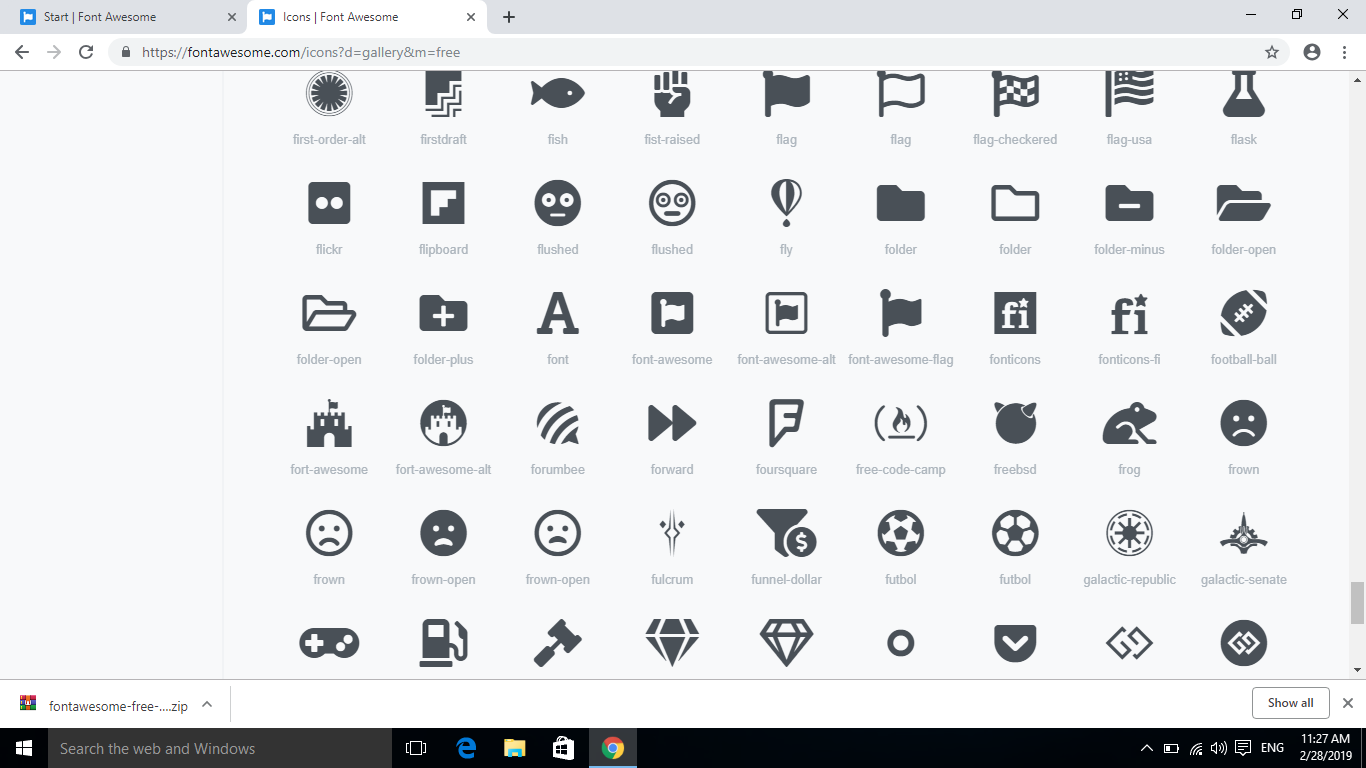 Start | Font Awesome
Icons | Font Awesome
https://fontawesome.com/icons?d=gallery&m=free
first-order-alt firstdraft fish fist-raised flag flag flag-checkered flag-usa flask
flickr flipboard flushed flushed fly folder folder folder-minus folder-open
folder-open folder-plus font font-awesome font-awesome-alt font-awesome-flag fonticons fonticons-fi football-ball
fort-awesome fort-awesome-alt forumbee forward foursquare free-code-camp freebsd frog frown
frown frown-open frown-open fulcrum funnel-dollar futbol futbol galactic-republic galactic-senate
fontawesome-free-....zip
Show all
Search the web and Windows
ENG
11:27 AM
2/28/2019